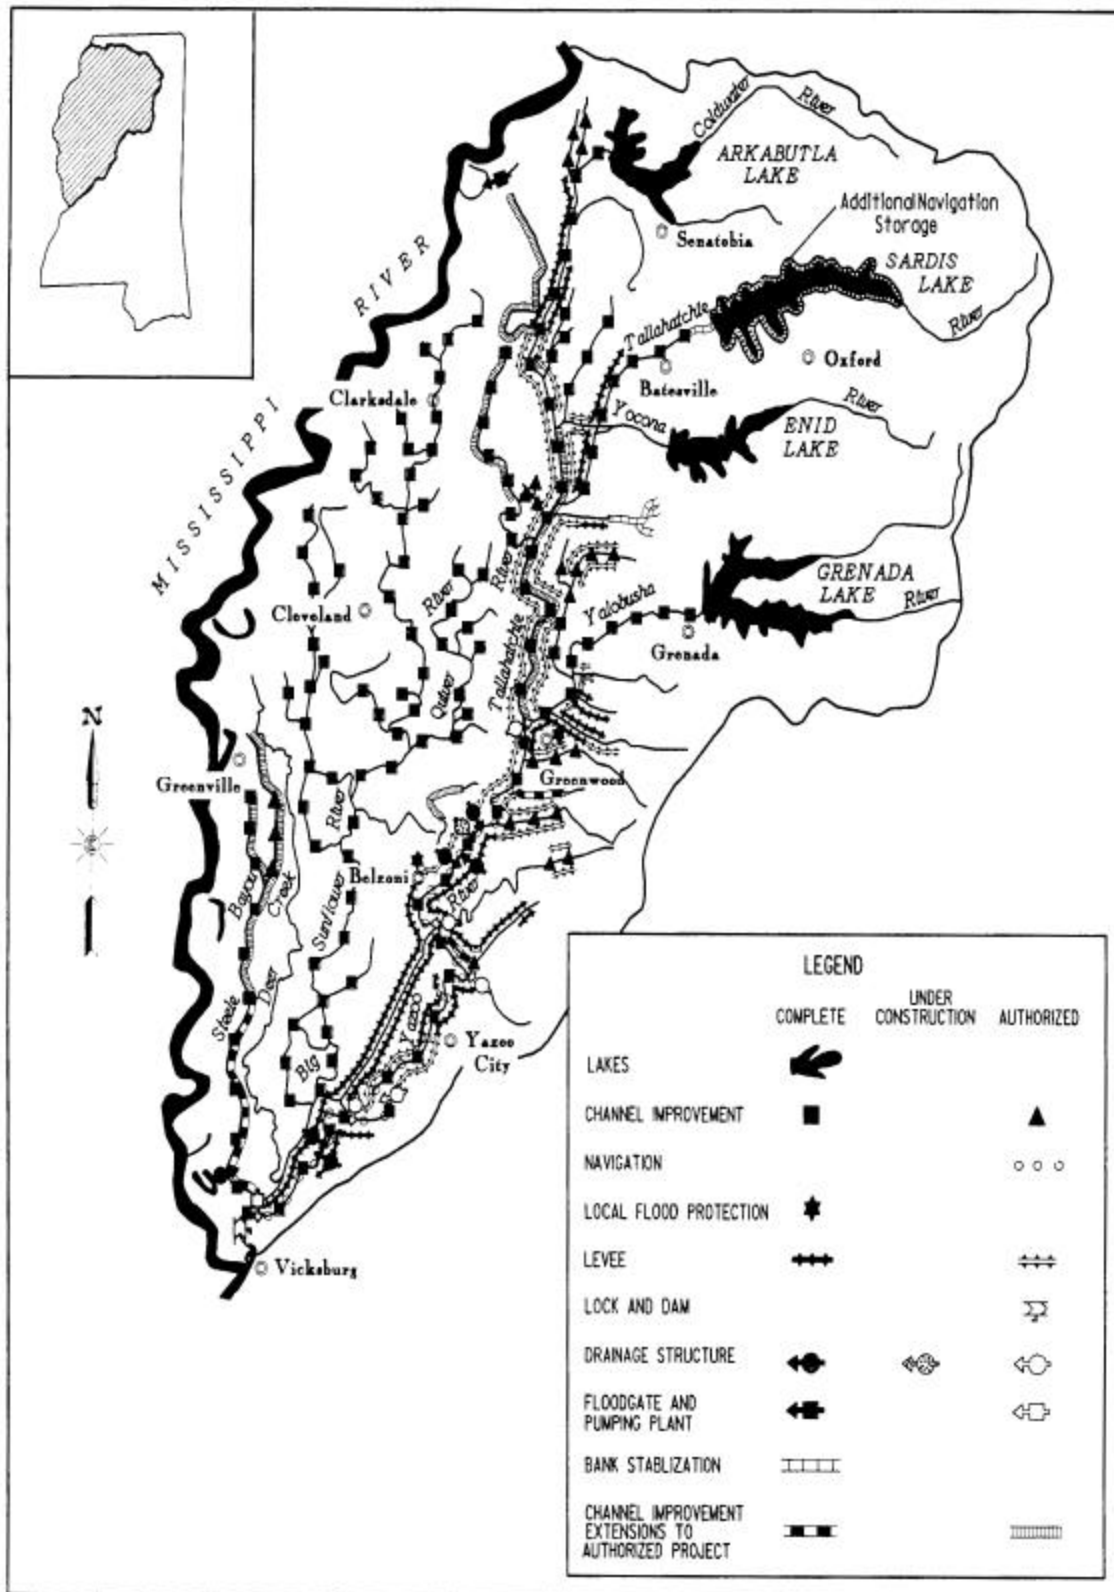 Coldwater
River
ARKABUTLA
LAKE
Additional Navigation
Storage
Senatobia
SARDIS
LAKE
River
Tallahatchie
Oxford
Batesville
RIVER
MISSISSIPPI
Clarksdale
Yocona
River
ENID
LAKE
GRENADA
LAKE
River
Yalobusha
Grenada
River
Tallahatchie
River
Quiver
Cleveland
N
Greenville
Greenwood
River
Belzoni
River
Bayou
Creek
Sunflower
Steele
Deer
Big
Yazoo
Yazoo
City
Vicksburg
LEGEND
COMPLETE
UNDER
CONSTRUCTION
AUTHORIZED
LAKES
CHANNEL IMPROVEMENT
NAVIGATION
LOCAL FLOOD PROTECTION
LEVEE
LOCK AND DAM
DRAINAGE STRUCTURE
FLOODGATE AND
PUMPING PLANT
BANK STABLIZATION
CHANNEL IMPROVEMENT
EXTENSIONS TO
AUTHORIZED PROJECT